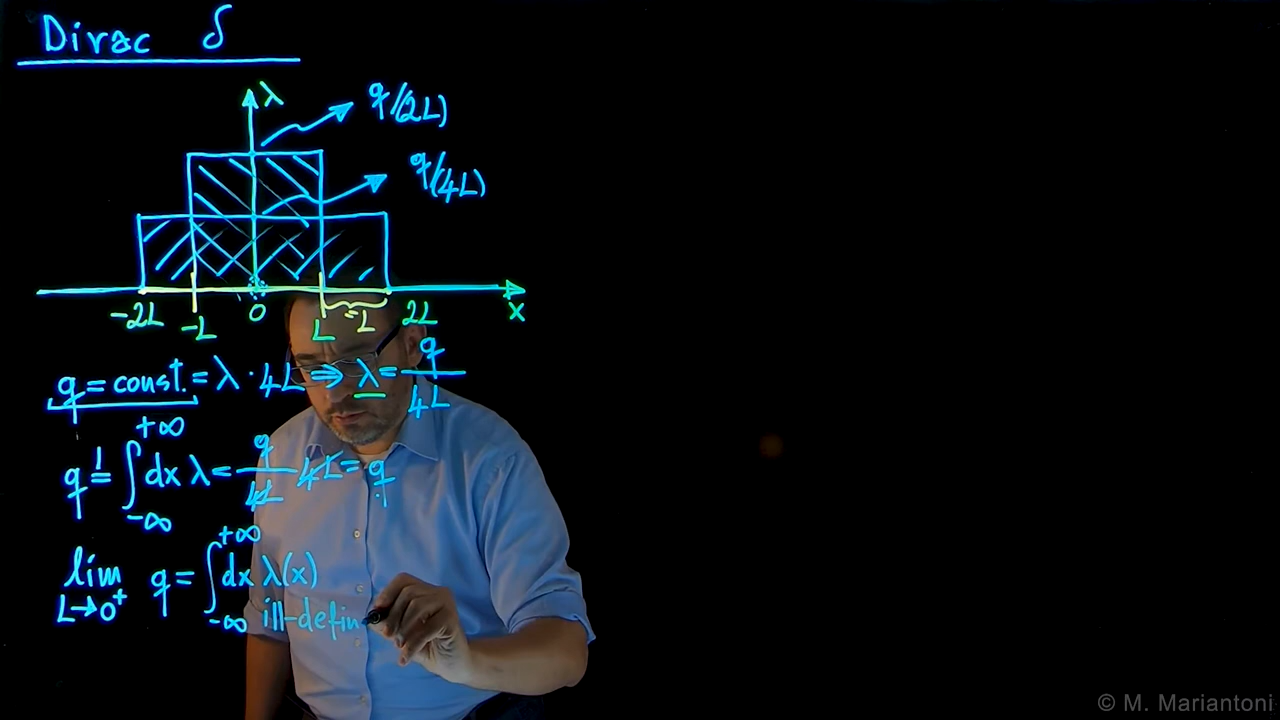 Dirac δ
λ
q/(2L)
q/(4L)
-2L -L 0 L L 2L x
q = const. = λ · 4L ⇒ λ = q/4L
q != ∫_{-∞}^{+∞} dx λ = q/4L 4L = q
lim_{L→0⁺} q = ∫_{-∞}^{+∞} dx λ(x)
ill-defin
© M. Mariantoni